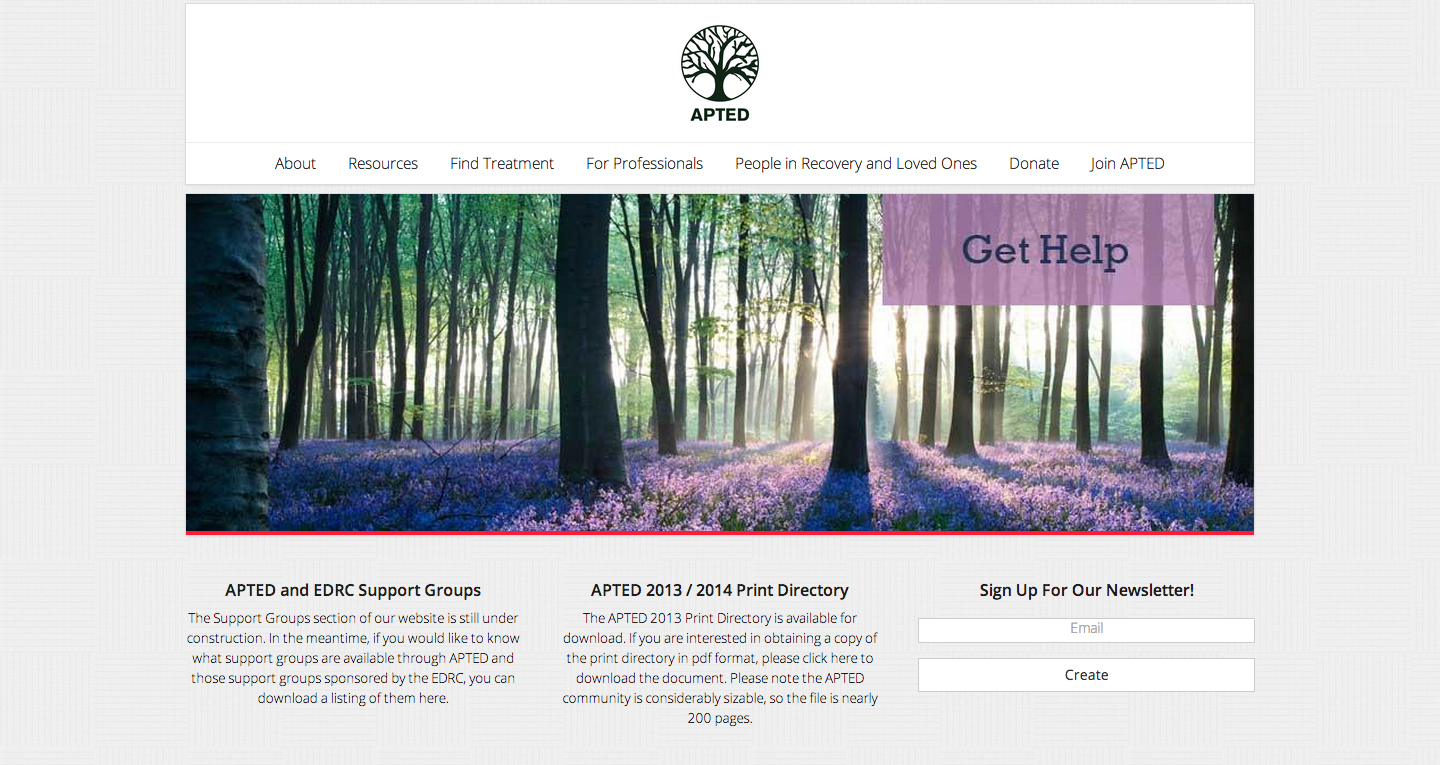 APTED
About Resources Find Treatment For Professionals People in Recovery and Loved Ones Donate Join APTED
Get Help
APTED and EDRC Support Groups
The Support Groups section of our website is still under
construction. In the meantime, if you would like to know
what support groups are available through APTED and
those support groups sponsored by the EDRC, you can
download a listing of them here.
APTED 2013 / 2014 Print Directory
The APTED 2013 Print Directory is available for
download. If you are interested in obtaining a copy of
the print directory in pdf format, please click here to
download the document. Please note the APTED
community is considerably sizable, so the file is nearly
200 pages.
Sign Up For Our Newsletter!
Email
Create